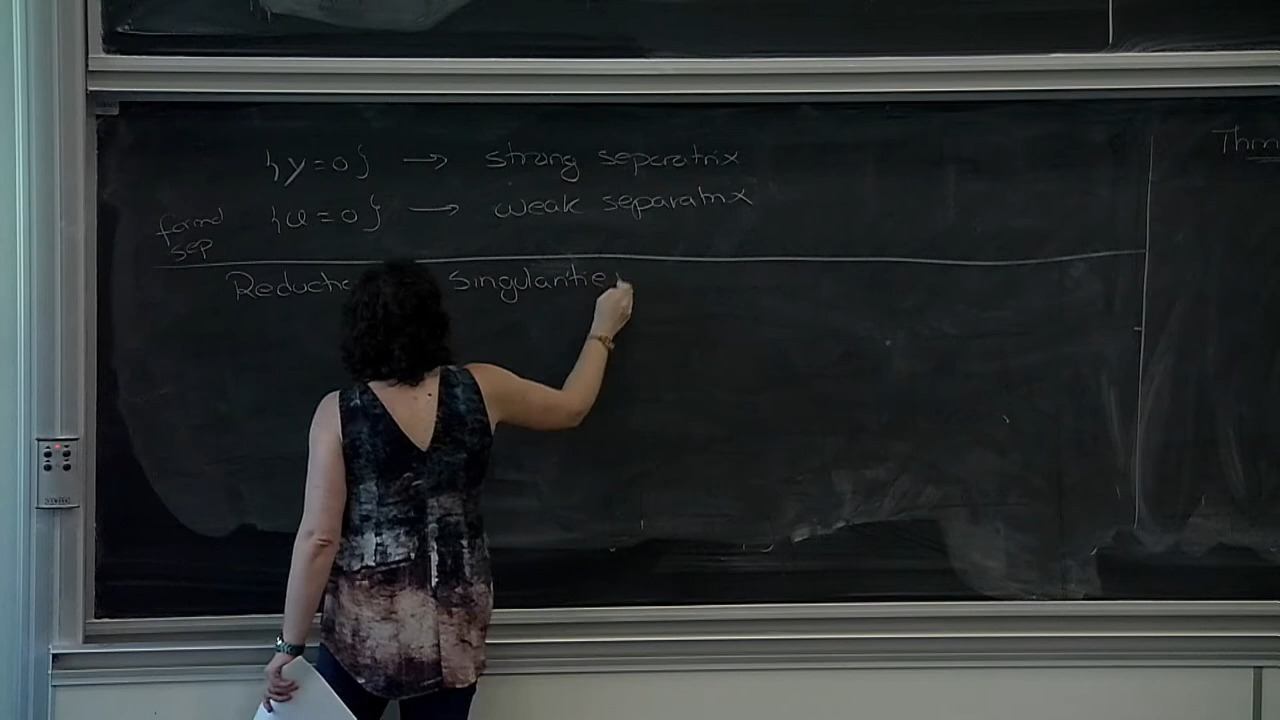 {y=0} → strong separatrix
{u=0} → weak separatrix
formal
sep
Singularities
Thm